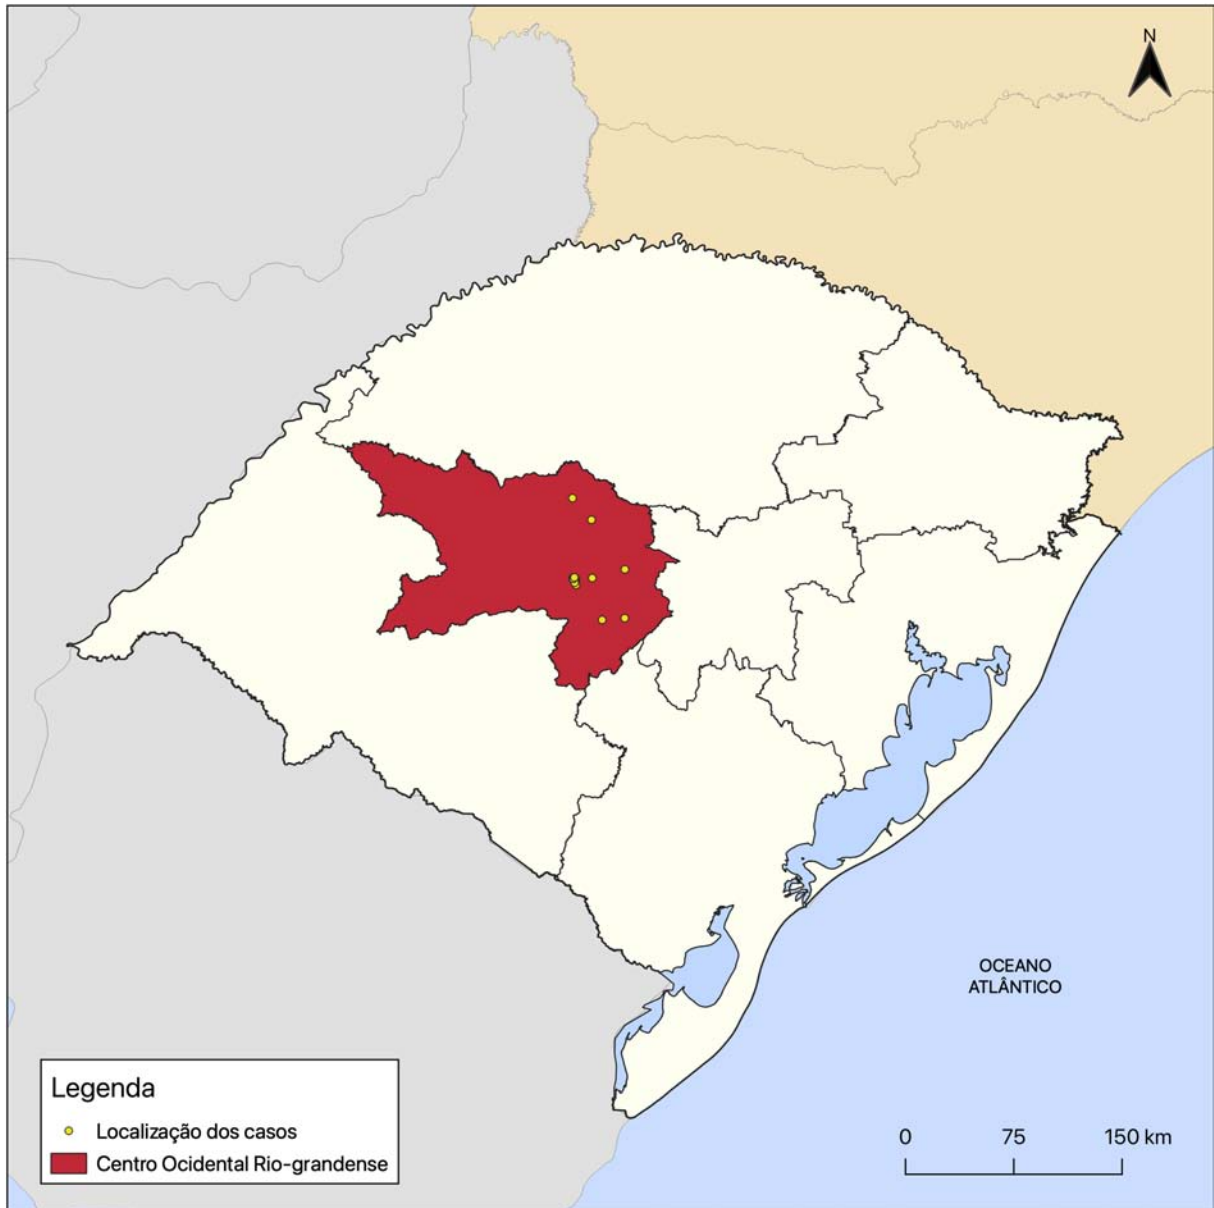 N
OCEANO
ATLÂNTICO
Legenda
Localização dos casos
Centro Ocidental Rio-grandense
0 75 150 km